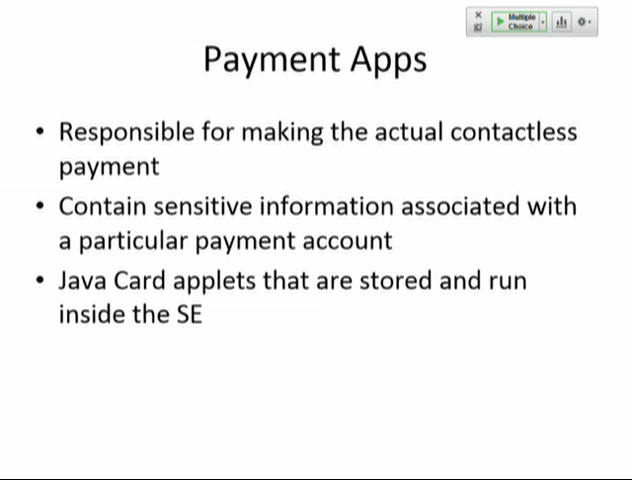 Multiple
Choice
Payment Apps
• Responsible for making the actual contactless
payment
• Contain sensitive information associated with
a particular payment account
• Java Card applets that are stored and run
inside the SE